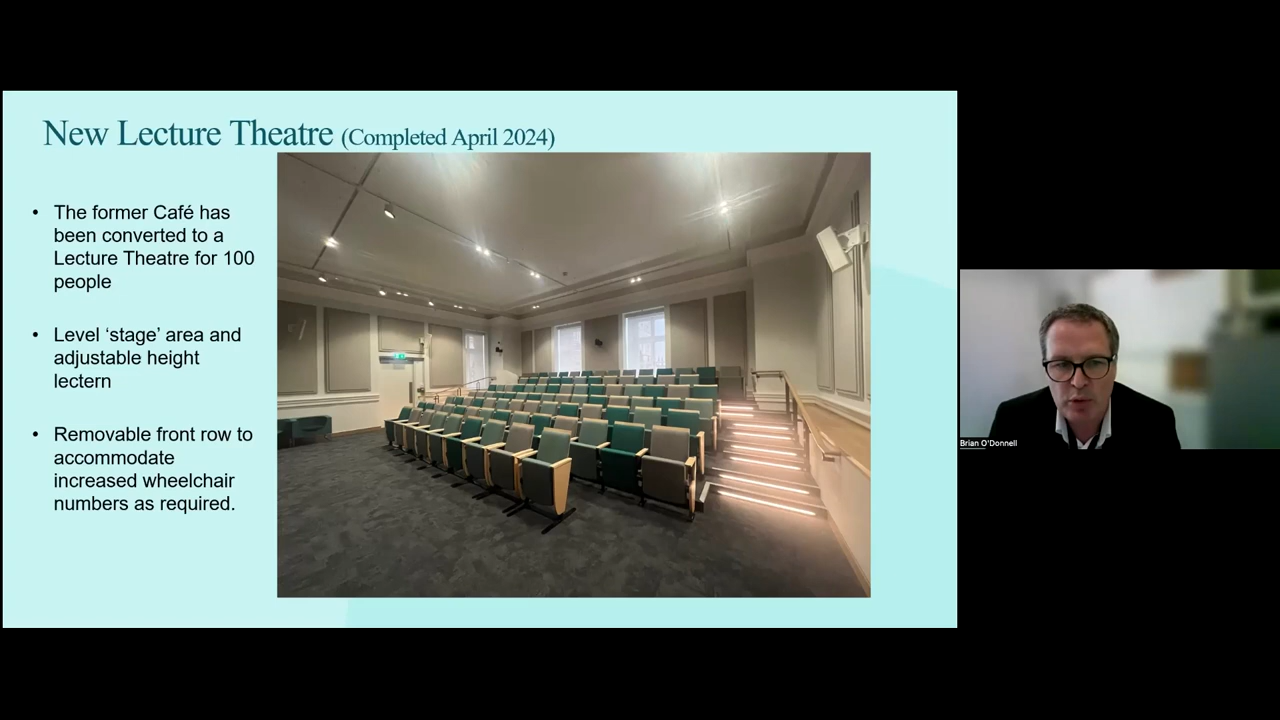 New Lecture Theatre (Completed April 2024)
• The former Café has
been converted to a
Lecture Theatre for 100
people
• Level ‘stage’ area and
adjustable height
lectern
• Removable front row to
accommodate
increased wheelchair
numbers as required.
Brian O'Donnell